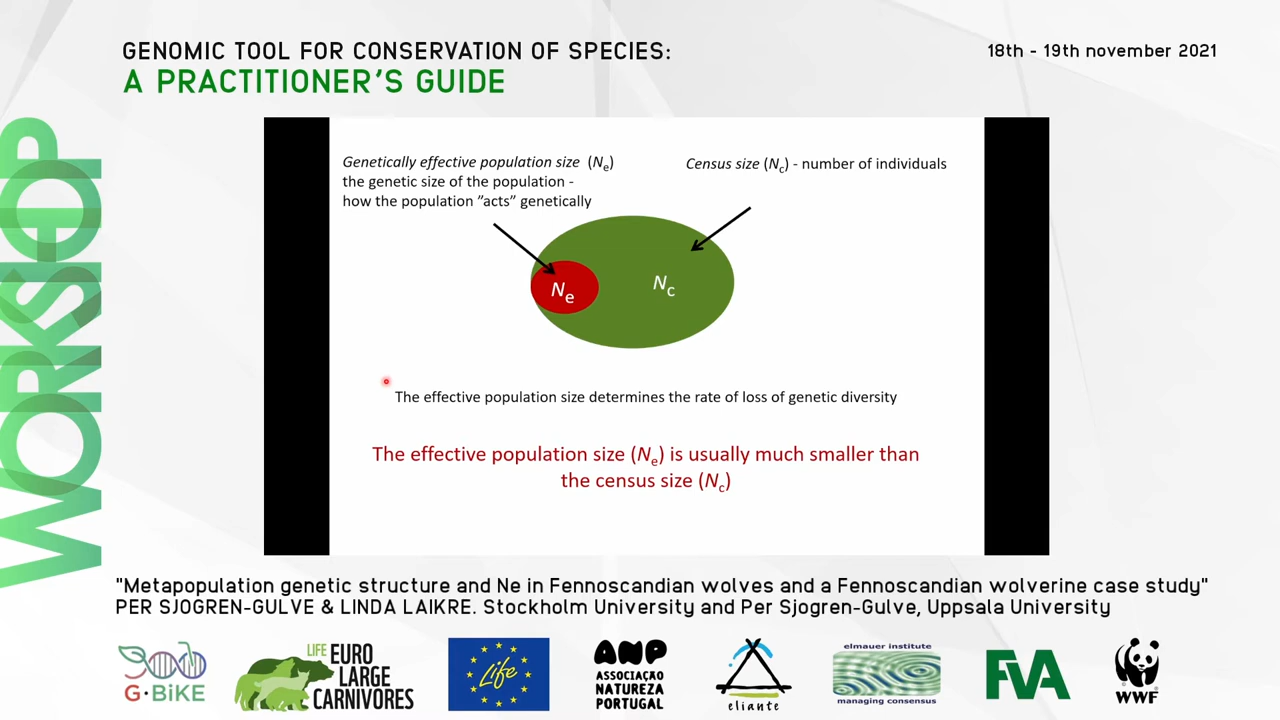 GENOMIC TOOL FOR CONSERVATION OF SPECIES:
A PRACTITIONER'S GUIDE
18th - 19th november 2021
WORKSHOP
Genetically effective population size (Ne)
the genetic size of the population -
how the population ”acts” genetically
Census size (Nc) - number of individuals
Ne
Nc
The effective population size determines the rate of loss of genetic diversity
The effective population size (Ne) is usually much smaller than
the census size (Nc)
"Metapopulation genetic structure and Ne in Fennoscandian wolves and a Fennoscandian wolverine case study"
PER SJOGREN-GULVE & LINDA LAIKRE. Stockholm University and Per Sjogren-Gulve, Uppsala University
G·BiKE
LIFE EURO
LARGE
CARNIVORES
Life
ANP
ASSOCIAÇÃO
NATUREZA
PORTUGAL
eliante
elmauer institute
managing consensus
FVA
WWF